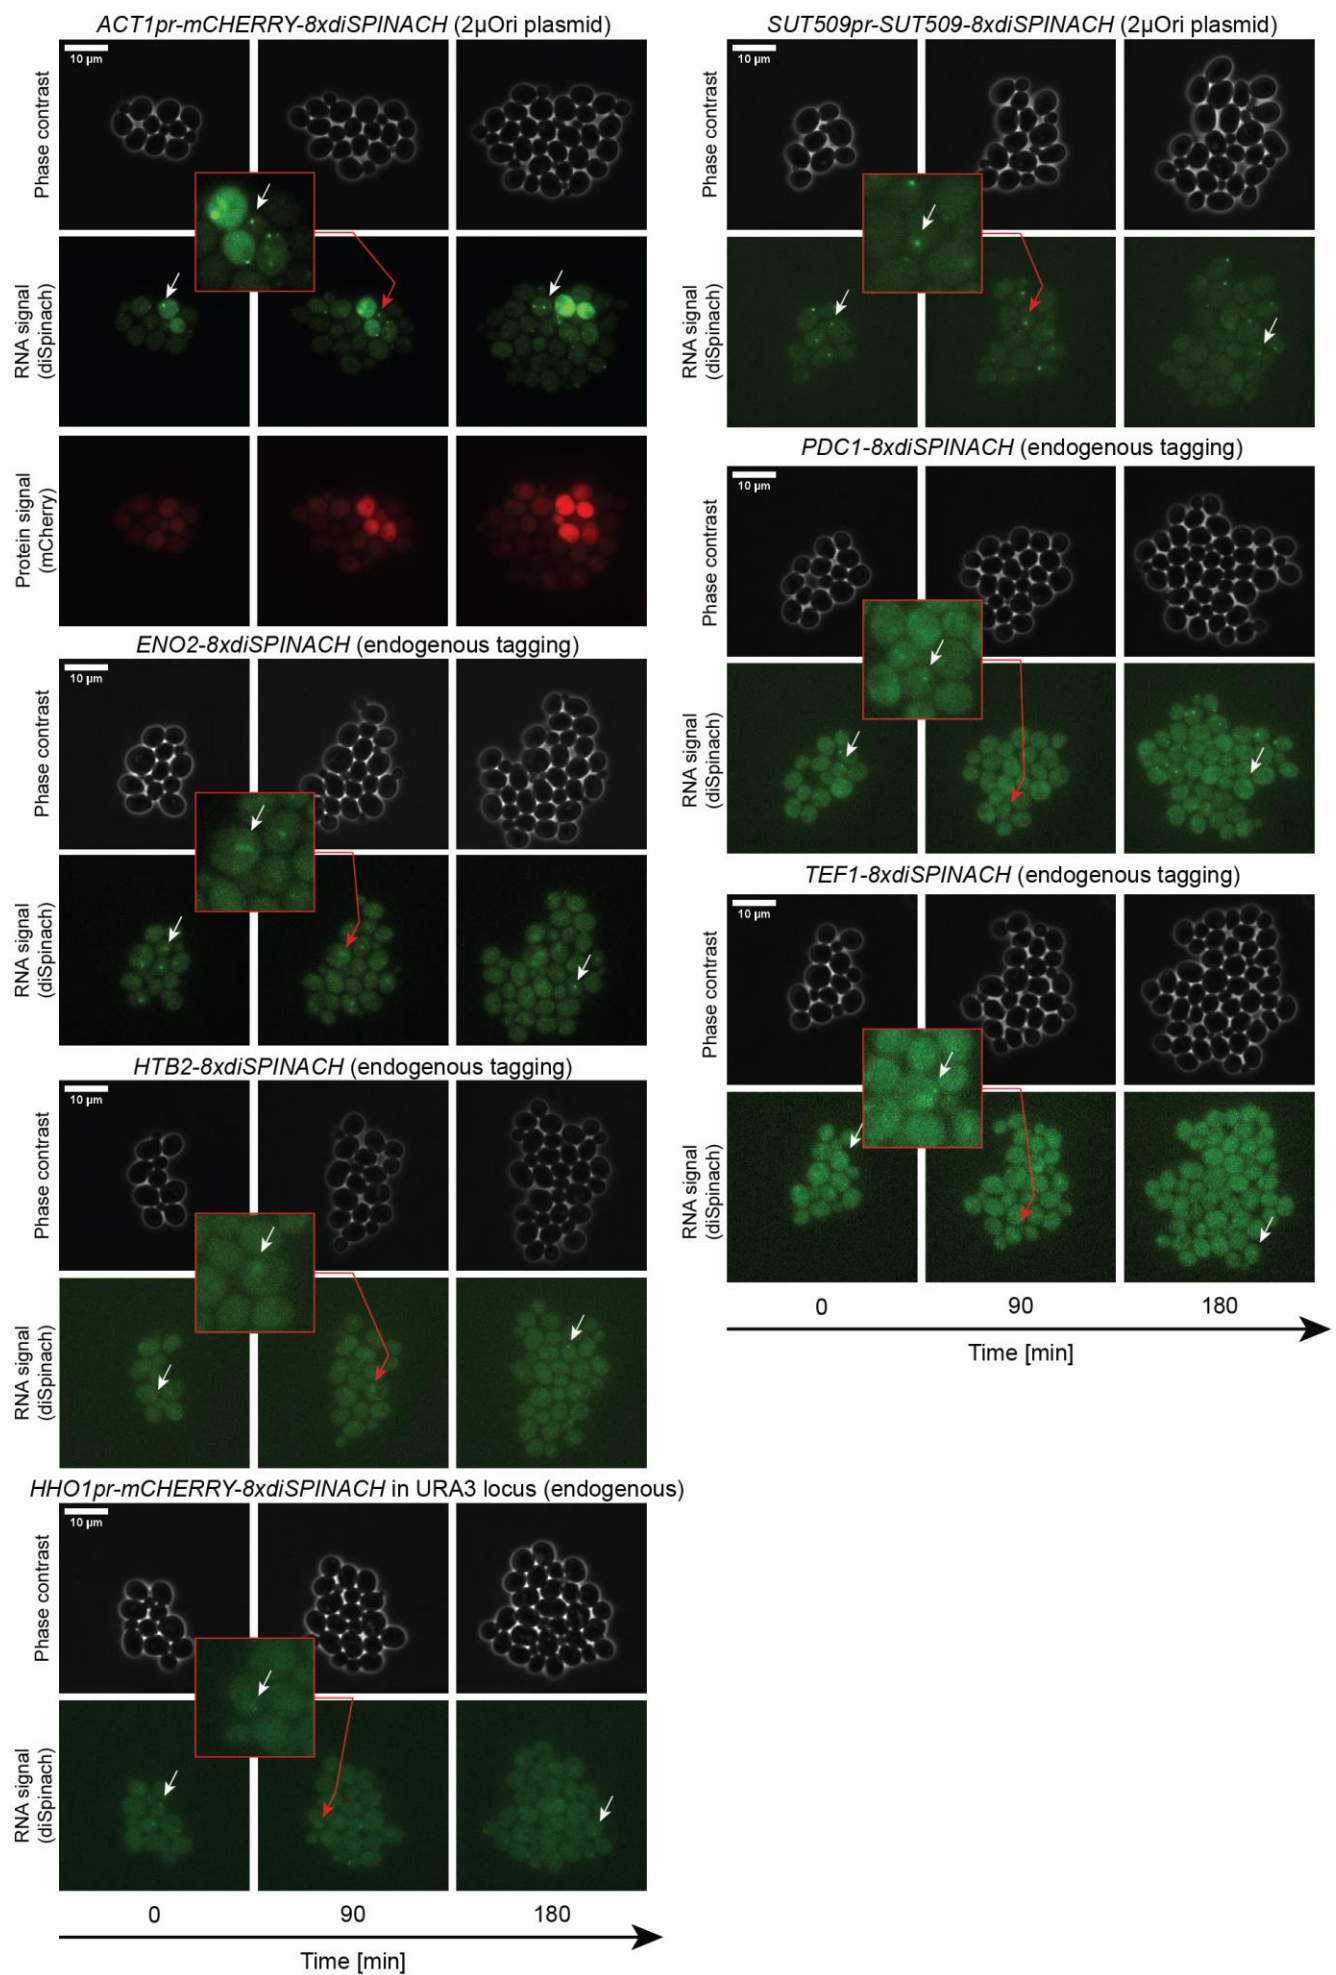 ACT1pr-mCHERRY-8xdiSPINACH (2µOri plasmid)
10 µm
Phase contrast
RNA signal
(diSpinach)
Protein signal
(mCherry)
ENO2-8xdiSPINACH (endogenous tagging)
10 µm
Phase contrast
RNA signal
(diSpinach)
HTB2-8xdiSPINACH (endogenous tagging)
10 µm
Phase contrast
RNA signal
(diSpinach)
HHO1pr-mCHERRY-8xdiSPINACH in URA3 locus (endogenous)
10 µm
Phase contrast
RNA signal
(diSpinach)
0 90 180
Time [min]
SUT509pr-SUT509-8xdiSPINACH (2µOri plasmid)
10 µm
Phase contrast
RNA signal
(diSpinach)
PDC1-8xdiSPINACH (endogenous tagging)
10 µm
Phase contrast
RNA signal
(diSpinach)
TEF1-8xdiSPINACH (endogenous tagging)
10 µm
Phase contrast
RNA signal
(diSpinach)
0 90 180
Time [min]